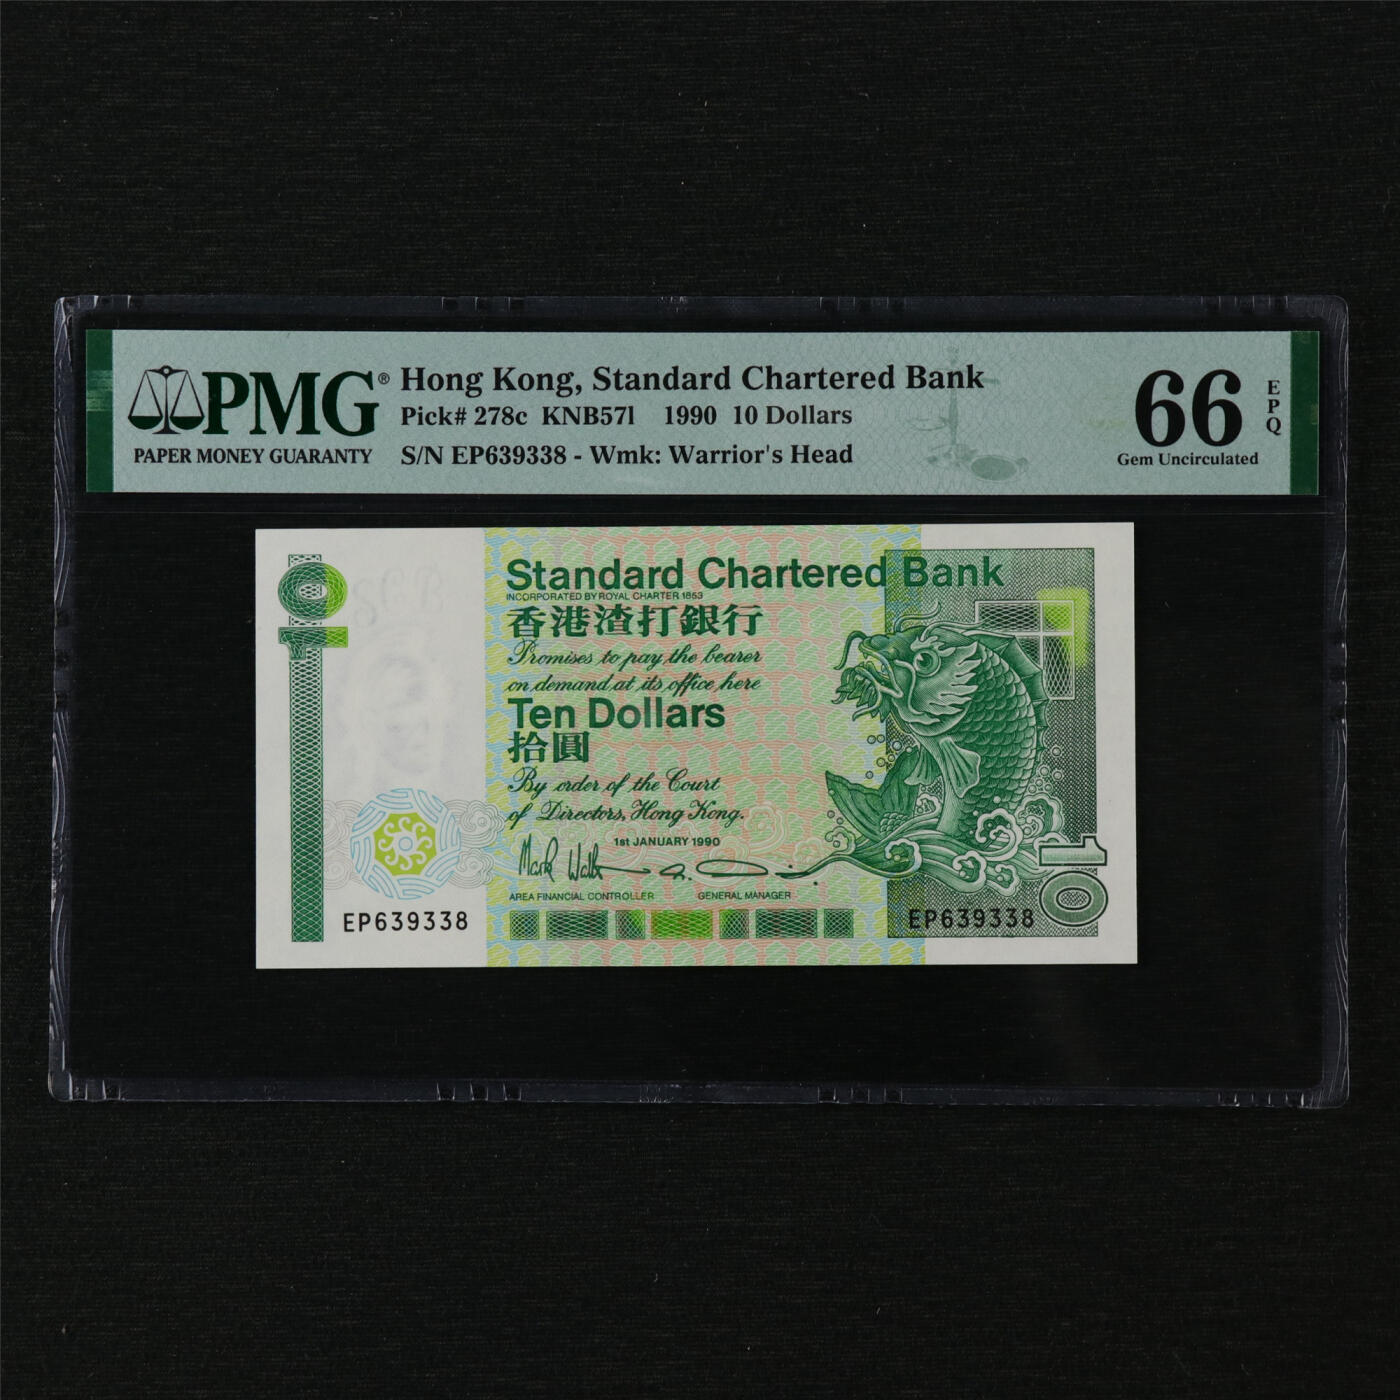 PMG®
PAPER MONEY GUARANTY
Hong Kong, Standard Chartered Bank
Pick# 278c KNB57l 1990 10 Dollars
S/N EP639338 - Wmk: Warrior's Head
66 EPQ
Gem Uncirculated
10
Standard Chartered Bank
INCORPORATED BY ROYAL CHARTER 1853
香港渣打銀行
Promises to pay the bearer
on demand at its office here
Ten Dollars
拾圓
By order of the Court
of Directors, Hong Kong.
1st JANUARY 1990
AREA FINANCIAL CONTROLLER GENERAL MANAGER
EP639338
EP639338
10